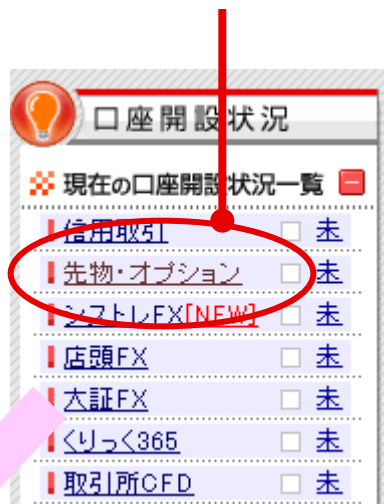 口座開設状況
現在の口座開設状況一覧
信用取引 未
先物・オプション 未
シストレFX[NEW] 未
店頭FX 未
大証FX 未
くりっく365 未
取引所CFD 未